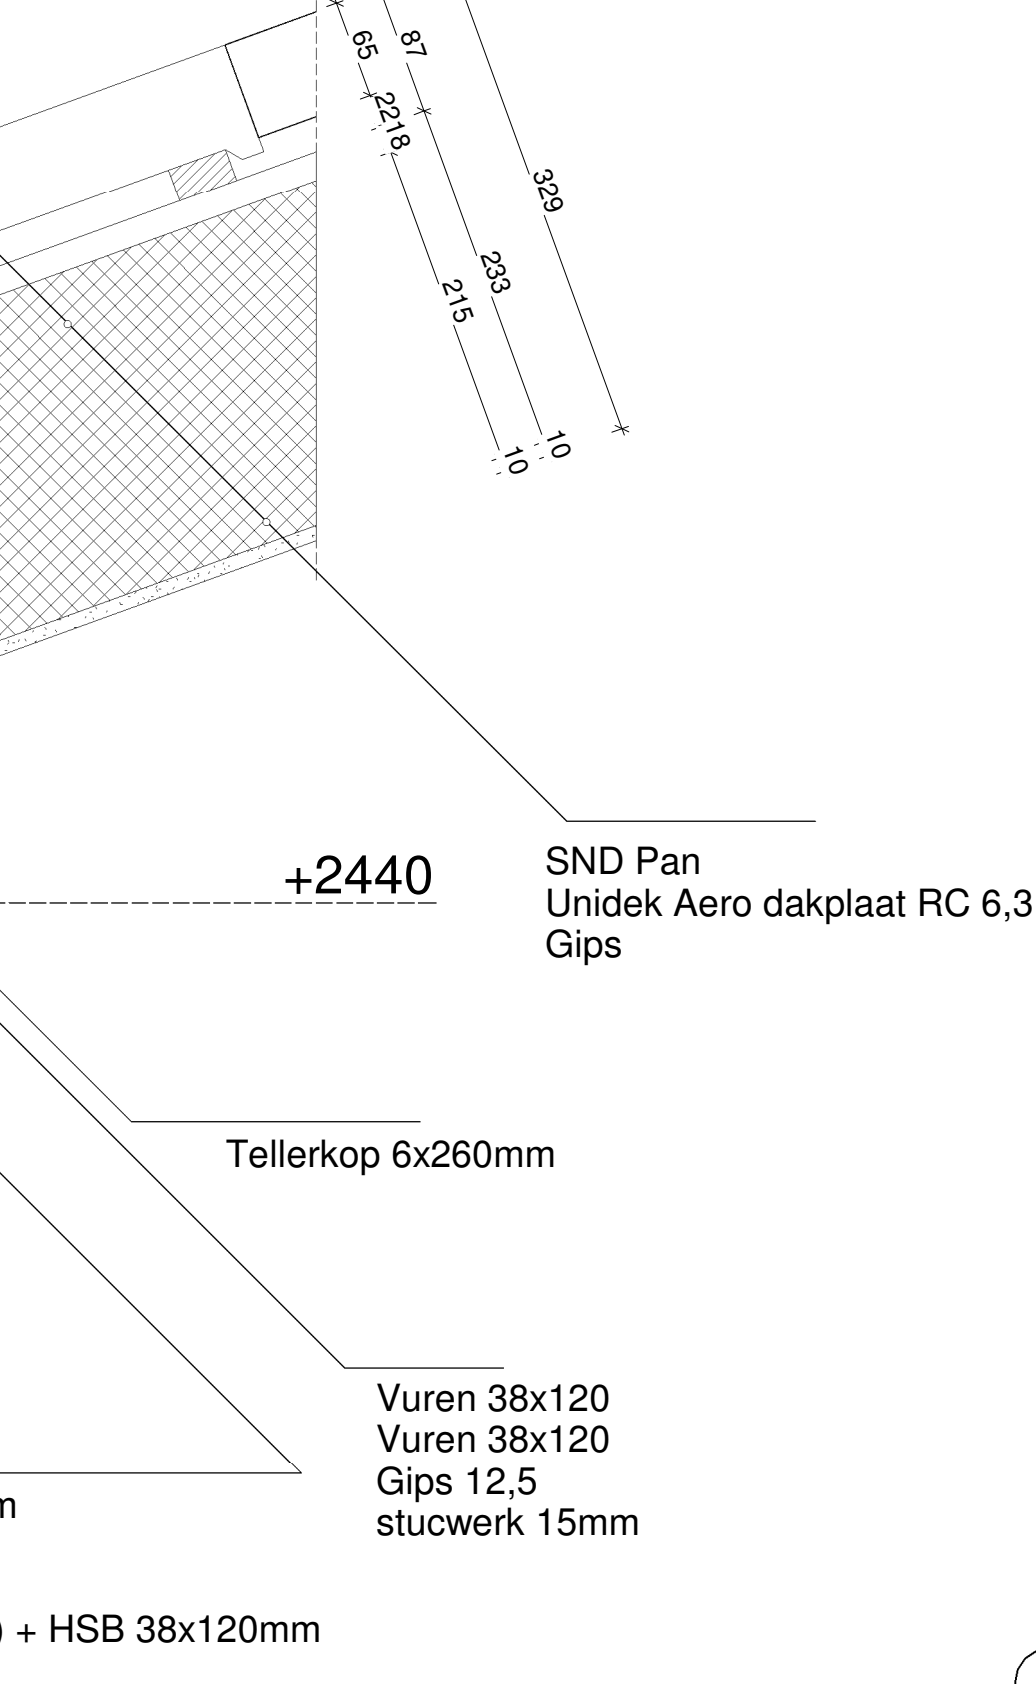 65
87
2218
329
233
215
10
10
+2440
SND Pan
Unidek Aero dakplaat RC 6,3
Gips
Tellerkop 6x260mm
Vuren 38x120
Vuren 38x120
Gips 12,5
stucwerk 15mm
m
) + HSB 38x120mm